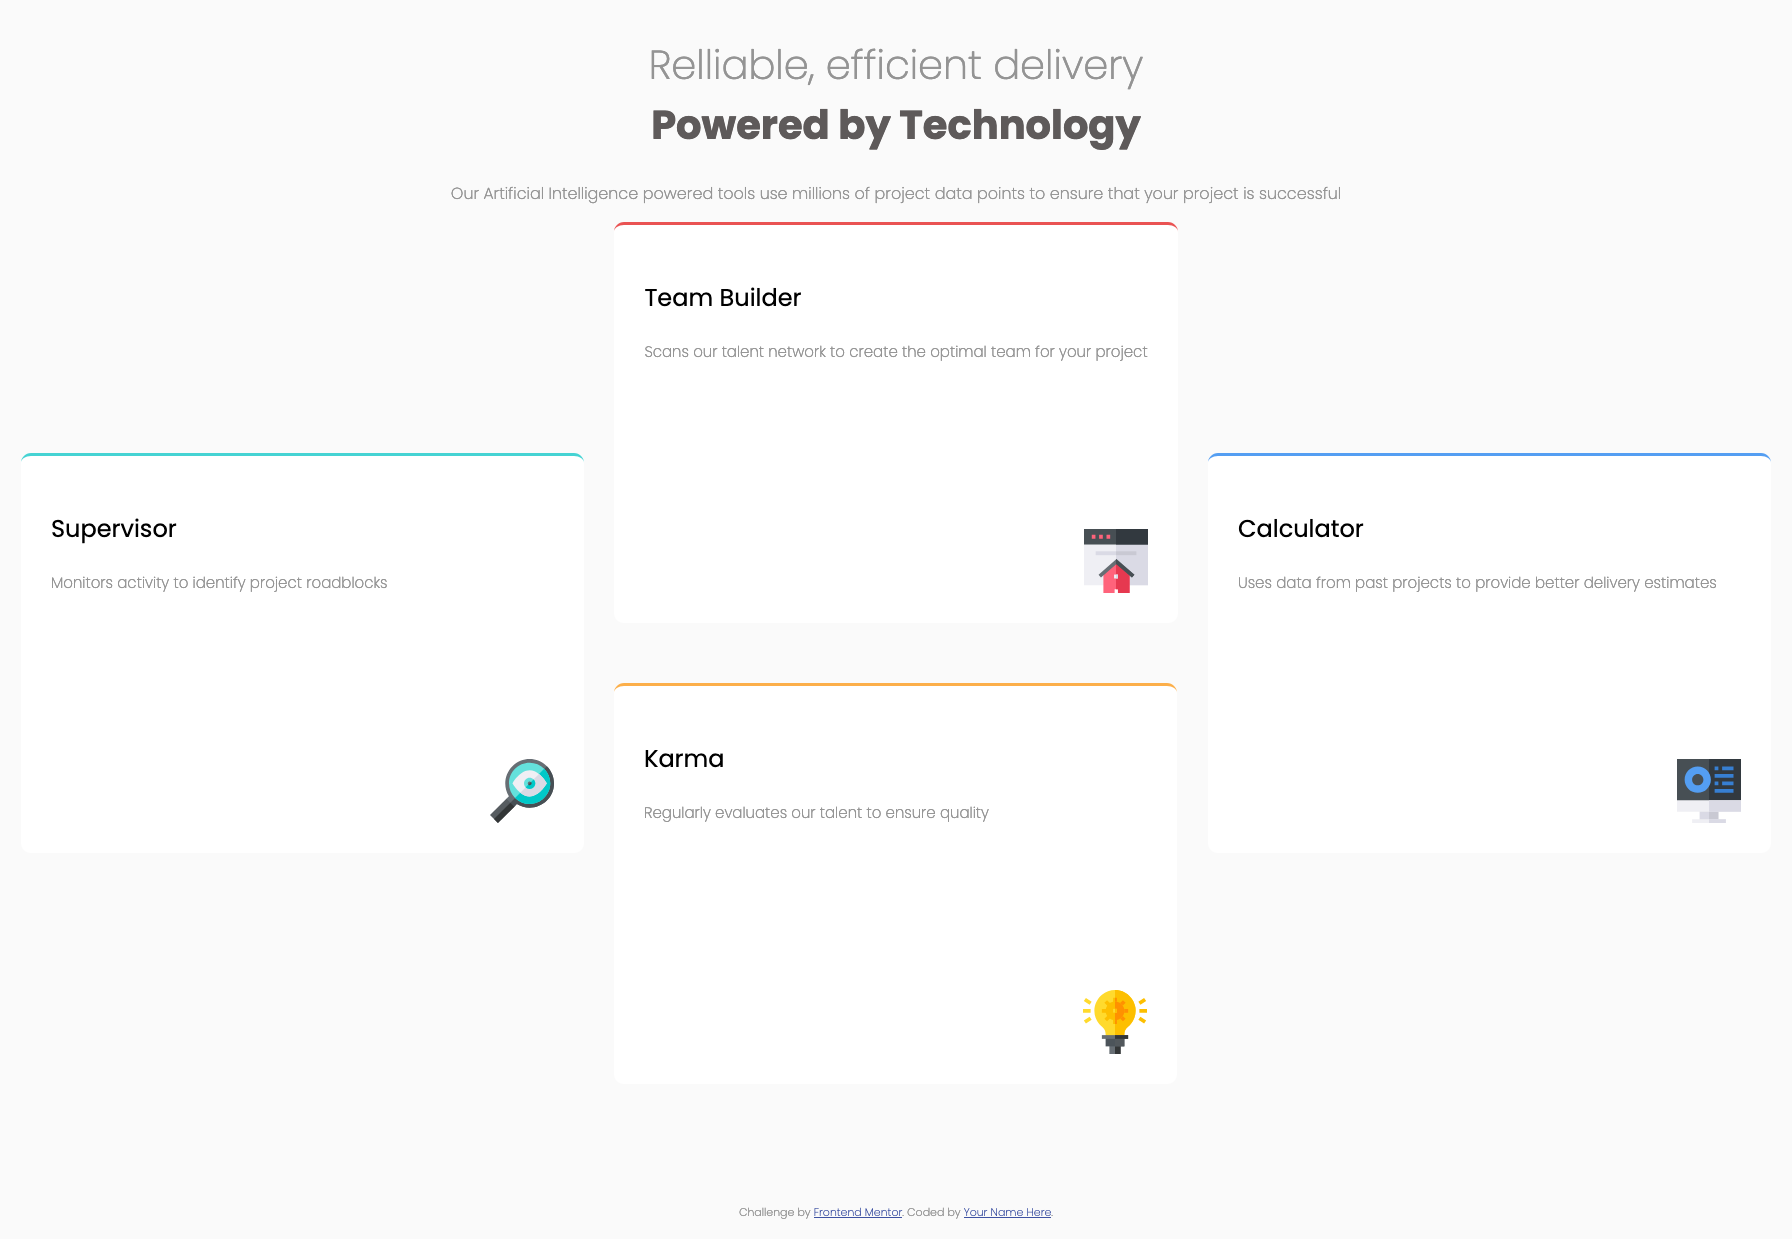 Relliable, efficient delivery
Powered by Technology
Our Artificial Intelligence powered tools use millions of project data points to ensure that your project is successful
Team Builder
Scans our talent network to create the optimal team for your project
Supervisor
Monitors activity to identify project roadblocks
Calculator
Uses data from past projects to provide better delivery estimates
Karma
Regularly evaluates our talent to ensure quality
Challenge by Frontend Mentor. Coded by Your Name Here.